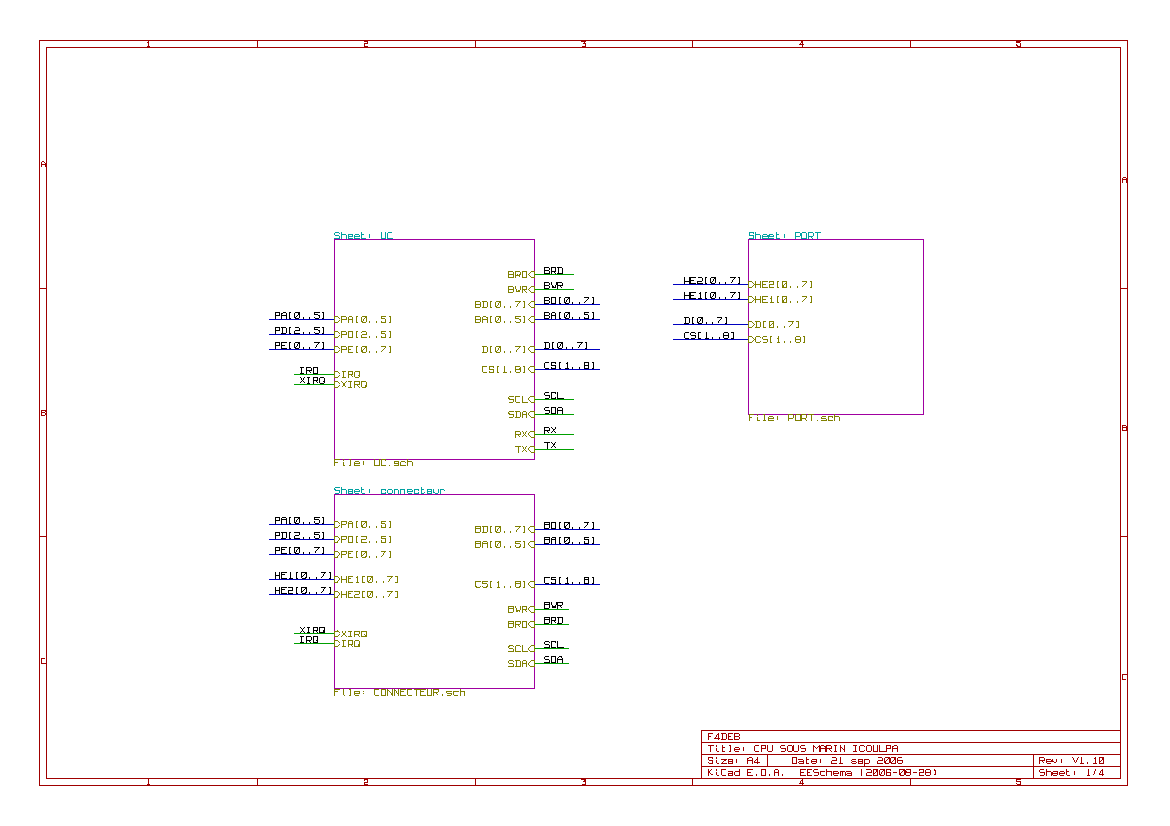 1 2 3 4 5
A
A
Sheet: UC
BRD BRD
BWR BWR
BD[0..7] BD[0..7]
PA[0..5] PA[0..5] BA[0..5] BA[0..5]
PD[2..5] PD[2..5]
PE[0..7] PE[0..7] D[0..7] D[0..7]
CS[1..8] CS[1..8]
IRQ IRQ
XIRQ XIRQ
SCL SCL
SDA SDA
RX RX
TX TX
File: UC.sch
Sheet: PORT
HE2[0..7] HE2[0..7]
HE1[0..7] HE1[0..7]
D[0..7] D[0..7]
CS[1..8] CS[1..8]
File: PORT.sch
B
B
Sheet: connecteur
PA[0..5] PA[0..5] BD[0..7] BD[0..7]
PD[2..5] PD[2..5] BA[0..5] BA[0..5]
PE[0..7] PE[0..7]
HE1[0..7] HE1[0..7] CS[1..8] CS[1..8]
HE2[0..7] HE2[0..7]
BWR BWR
BRD BRD
XIRQ XIRQ
IRQ IRQ
SCL SCL
SDA SDA
File: CONNECTEUR.sch
C
C
F4DEB
Title: CPU SOUS MARIN ICOULPA
Size: A4 Date: 21 sep 2006 Rev: V1.10
KiCad E.D.A. EESchema (2006-09-28) Sheet: 1/4
1 2 3 4 5